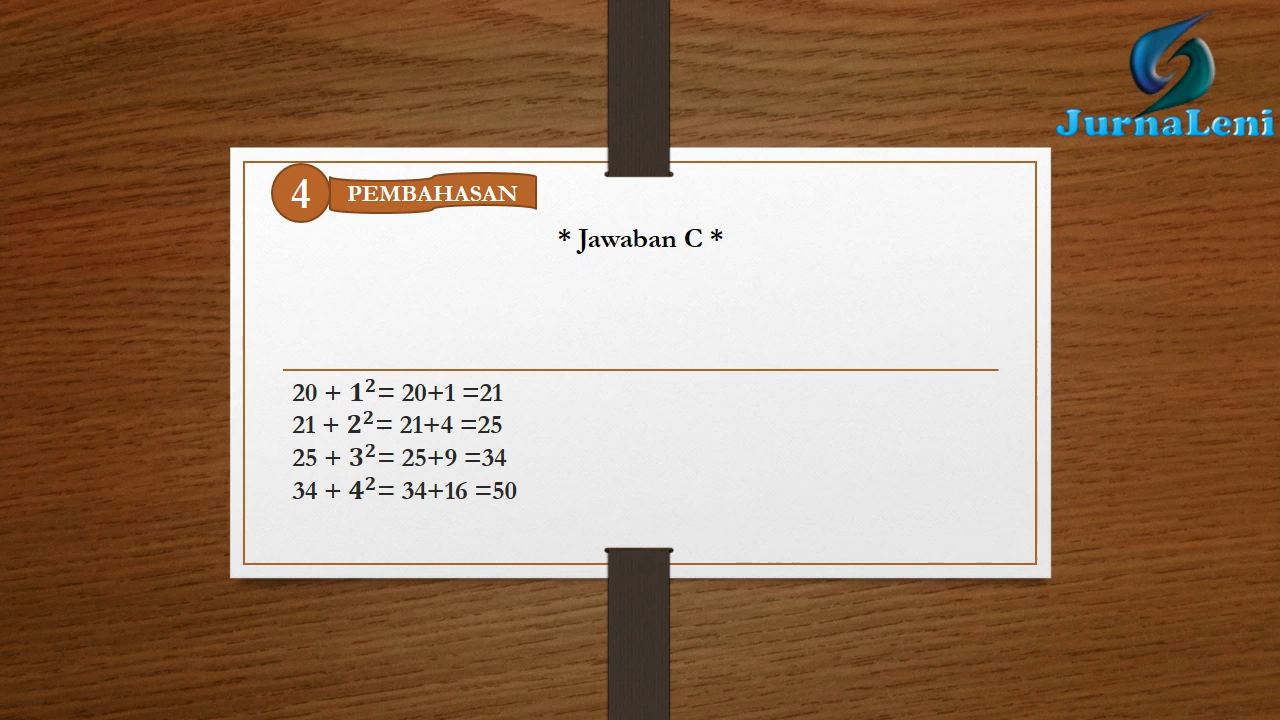 JurnaLeni
4 PEMBAHASAN
* Jawaban C *
20 + 1²= 20+1 =21
21 + 2²= 21+4 =25
25 + 3²= 25+9 =34
34 + 4²= 34+16 =50